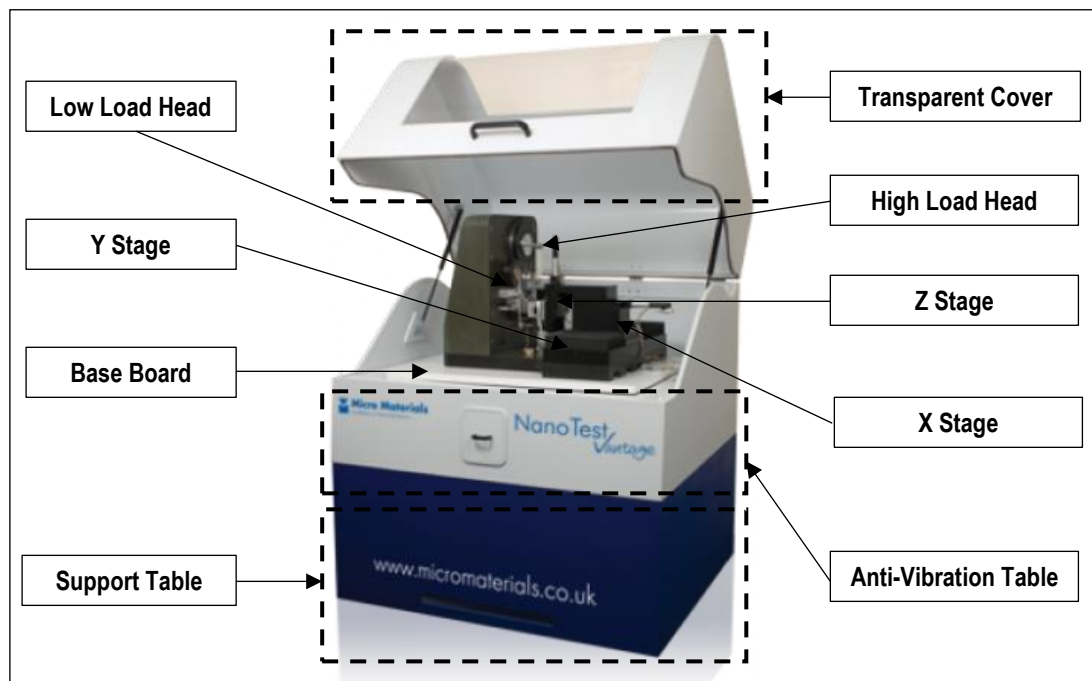 Low Load Head
Transparent Cover
High Load Head
Y Stage
Z Stage
Base Board
Micro Materials
NanoTest
Vantage
X Stage
Support Table
www.micromaterials.co.uk
Anti-Vibration Table